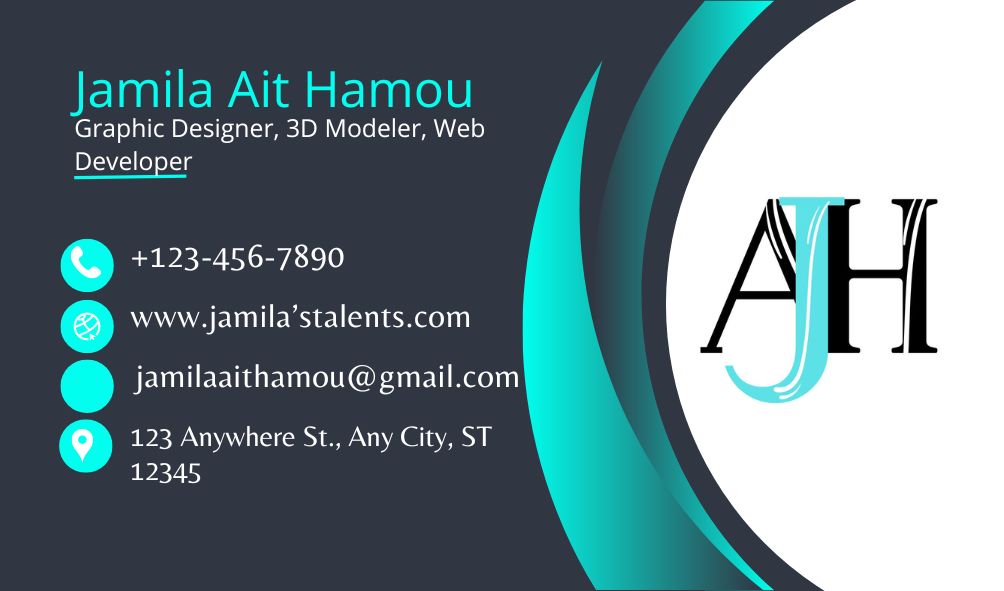 Jamila Ait Hamou
Graphic Designer, 3D Modeler, Web
Developer
+123-456-7890
www.jamila’stalents.com
jamilaaithamou@gmail.com
123 Anywhere St., Any City, ST
12345
AJH